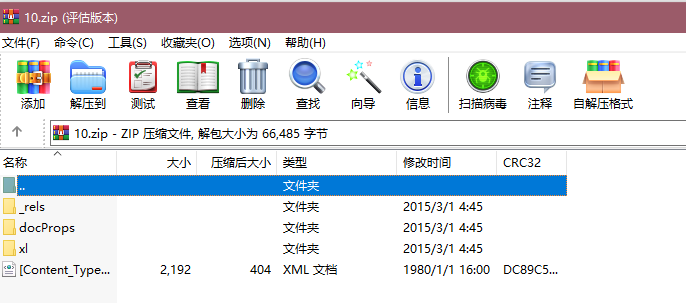 10.zip (评估版本)
文件(F) 命令(C) 工具(S) 收藏夹(O) 选项(N) 帮助(H)
添加 解压到 测试 查看 删除 查找 向导 信息 扫描病毒 注释 自解压格式
10.zip - ZIP 压缩文件, 解包大小为 66,485 字节
名称 大小 压缩后大小 类型 修改时间 CRC32
.. 文件夹
_rels 文件夹 2015/3/1 4:45
docProps 文件夹 2015/3/1 4:45
xl 文件夹 2015/3/1 4:45
[Content_Type... 2,192 404 XML 文档 1980/1/1 16:00 DC89C5...